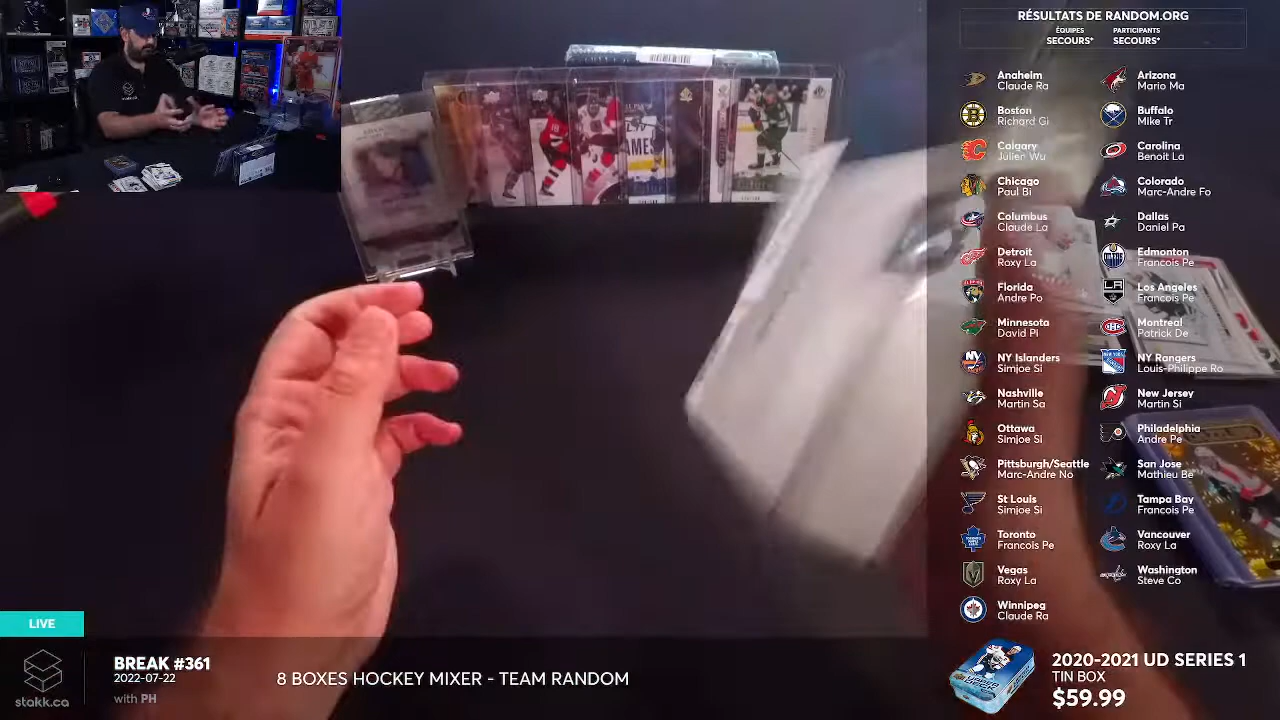 RÉSULTATS DE RANDOM.ORG
ÉQUIPES
SECOURS*
PARTICIPANTS
SECOURS*
Anaheim
Claude Ra
Arizona
Mario Ma
Boston
Richard Gi
Buffalo
Mike Tr
Calgary
Julien Wu
Carolina
Benoit La
Chicago
Paul Bi
Colorado
Marc-Andre Fo
Columbus
Claude La
Dallas
Daniel Pa
Detroit
Roxy La
Edmonton
Francois Pe
Florida
Andre Po
Los Angeles
Francois Pe
Minnesota
David Pl
Montreal
Patrick De
NY Islanders
Simjoe Si
NY Rangers
Louis-Philippe Ro
Nashville
Martin Sa
New Jersey
Martin Si
Ottawa
Simjoe Si
Philadelphia
Andre Pe
Pittsburgh/Seattle
Marc-Andre No
San Jose
Mathieu Be
St Louis
Simjoe Si
Tampa Bay
Francois Pe
Toronto
Francois Pe
Vancouver
Roxy La
Vegas
Roxy La
Washington
Steve Co
Winnipeg
Claude Ra
LIVE
stakk.ca
BREAK #361
2022-07-22
with PH
8 BOXES HOCKEY MIXER - TEAM RANDOM
2020-2021 UD SERIES 1
TIN BOX
$59.99